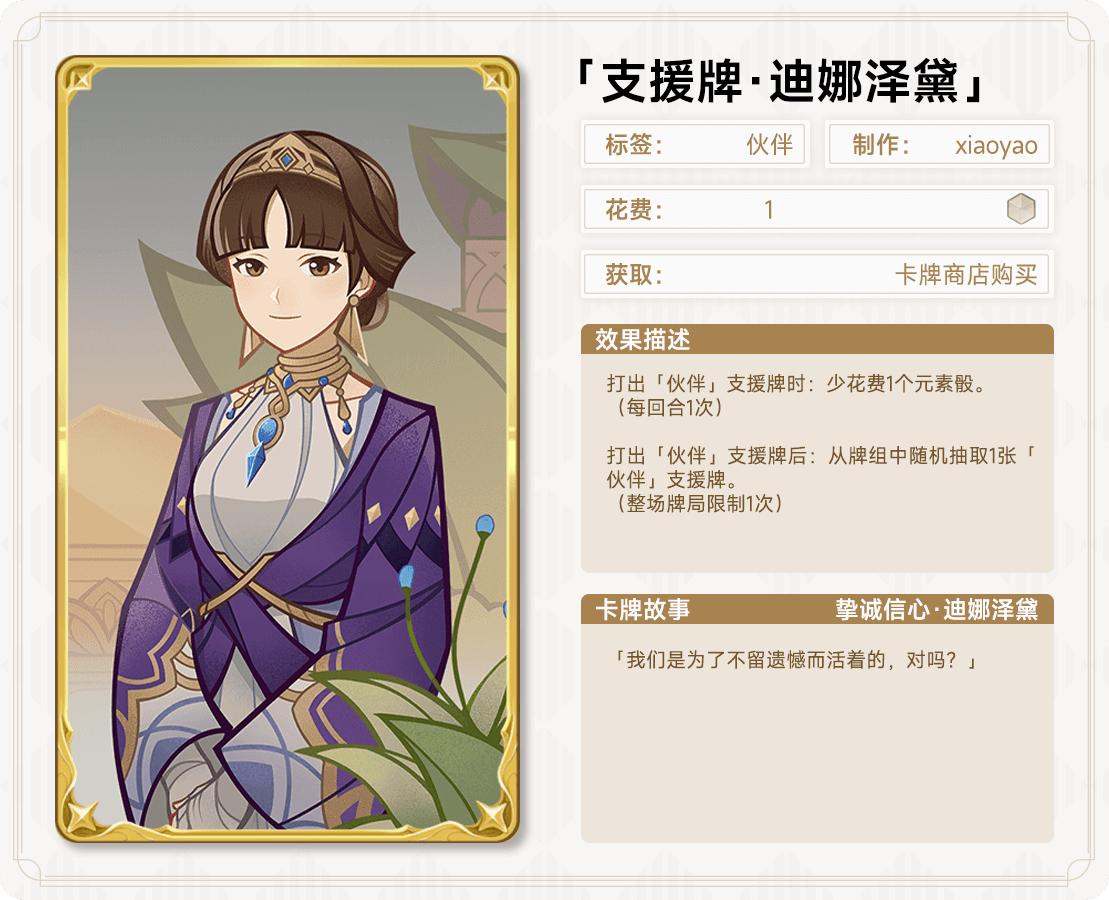 「支援牌·迪娜泽黛」
标签： 伙伴 制作： xiaoyao
花费： 1
获取： 卡牌商店购买
效果描述
打出「伙伴」支援牌时：少花费1个元素骰。
（每回合1次）
打出「伙伴」支援牌后：从牌组中随机抽取1张「
伙伴」支援牌。
（整场牌局限制1次）
卡牌故事 挚诚信心·迪娜泽黛
「我们是为了不留遗憾而活着的，对吗？」